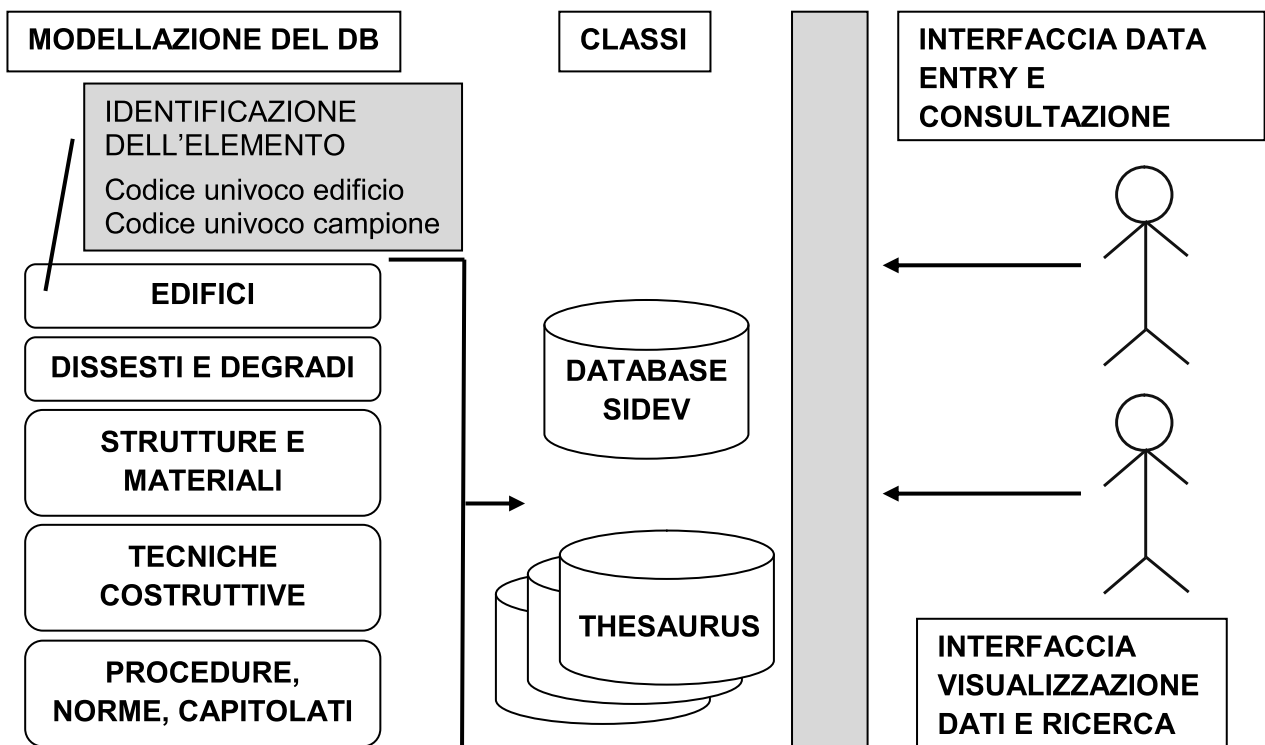 MODELLAZIONE DEL DB
IDENTIFICAZIONE
DELL’ELEMENTO
Codice univoco edificio
Codice univoco campione
EDIFICI
DISSESTI E DEGRADI
STRUTTURE E
MATERIALI
TECNICHE
COSTRUTTIVE
PROCEDURE,
NORME, CAPITOLATI
CLASSI
DATABASE
SIDEV
THESAURUS
INTERFACCIA DATA
ENTRY E
CONSULTAZIONE
INTERFACCIA
VISUALIZZAZIONE
DATI E RICERCA